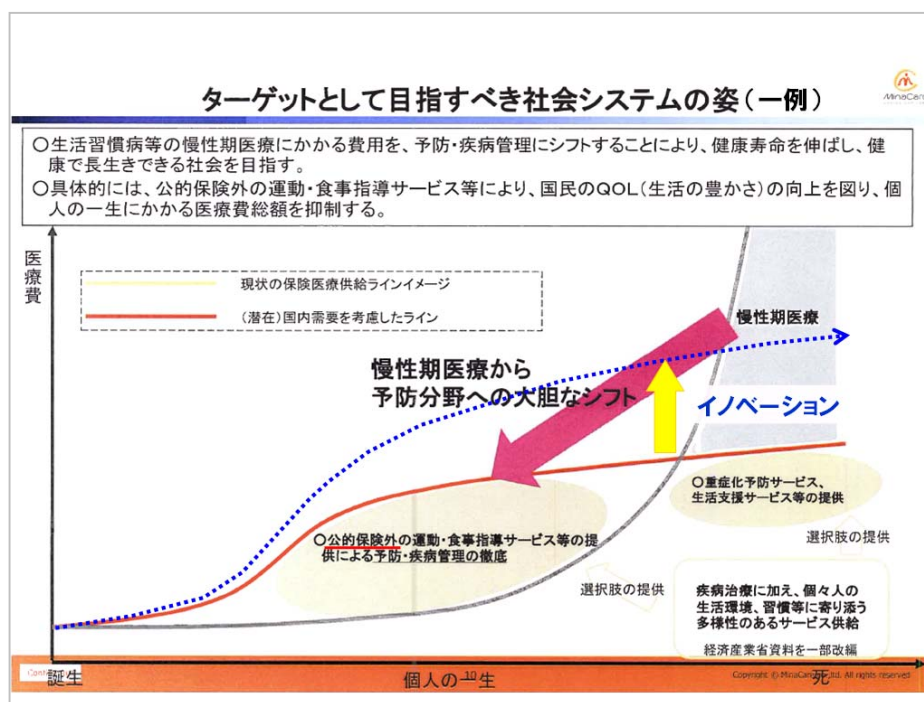 ターゲットとして目指すべき社会システムの姿(一例)
MinaCare
○生活習慣病等の慢性期医療にかかる費用を、予防・疾病管理にシフトすることにより、健康寿命を伸ばし、健
康で長生きできる社会を目指す。
○具体的には、公的保険外の運動・食事指導サービス等により、国民のQOL(生活の豊かさ)の向上を図り、個
人の一生にかかる医療費総額を抑制する。
医療費
現状の保険医療供給ラインイメージ
(潜在)国内需要を考慮したライン
慢性期医療
慢性期医療から
予防分野への大胆なシフト
イノベーション
○重症化予防サービス、
生活支援サービス等の提供
○公的保険外の運動・食事指導サービス等の提
供による予防・疾病管理の徹底
選択肢の提供
選択肢の提供
疾病治療に加え、個々人の
生活環境、習慣等に寄り添う
多様性のあるサービス供給
経済産業省資料を一部改編
誕生
個人の一生
10
死
Copyright © MinaCare Ltd. All rights reserved